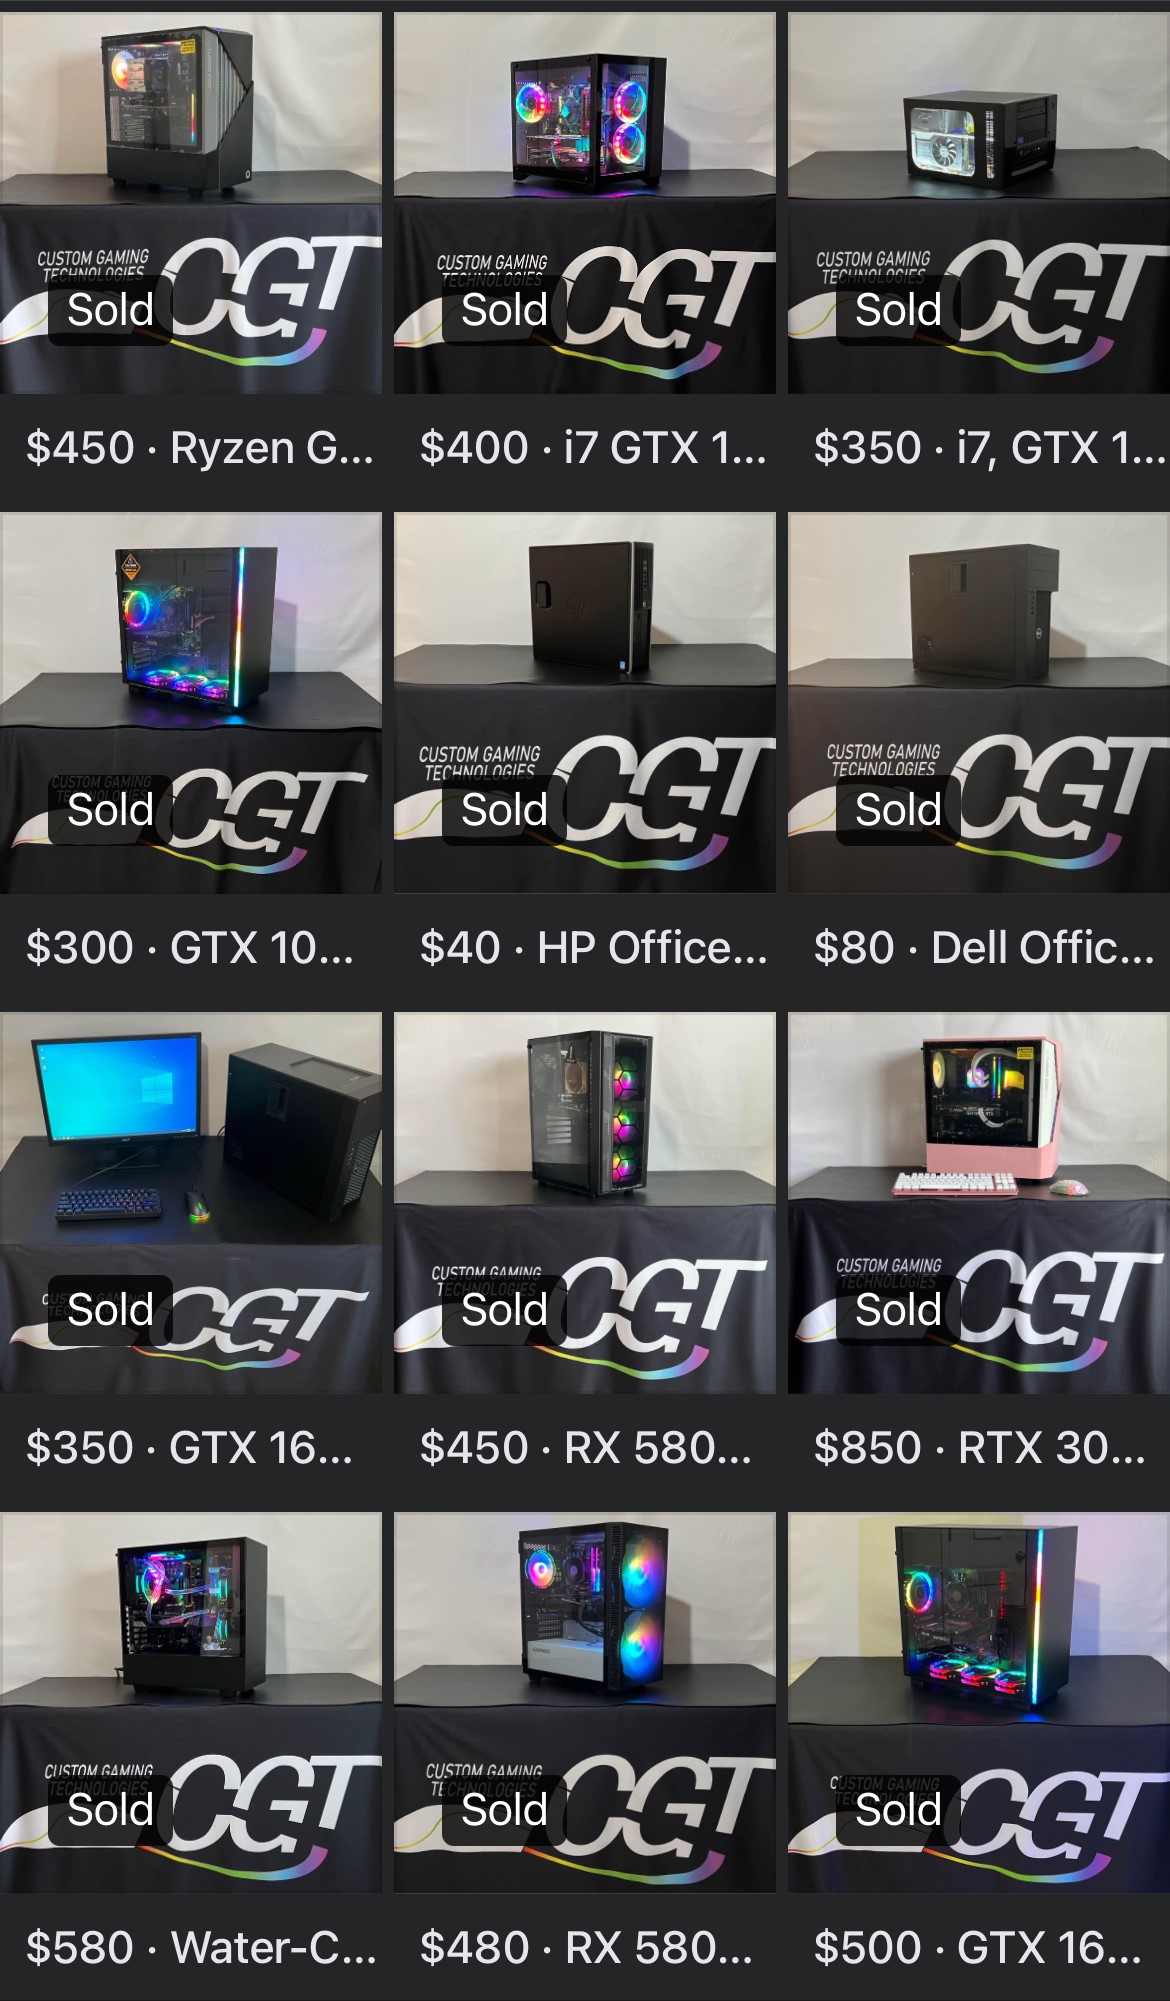 CUSTOM GAMING
TECHNOLOGIES
CGT
Sold
$450 · Ryzen G...
CUSTOM GAMING
TECHNOLOGIES
CGT
Sold
$400 · i7 GTX 1...
CUSTOM GAMING
TECHNOLOGIES
CGT
Sold
$350 · i7, GTX 1...
CUSTOM GAMING
TECHNOLOGIES
CGT
Sold
$300 · GTX 10...
CUSTOM GAMING
TECHNOLOGIES
CGT
Sold
$40 · HP Office...
CUSTOM GAMING
TECHNOLOGIES
CGT
Sold
$80 · Dell Offic...
CGT
Sold
$350 · GTX 16...
CUSTOM GAMING
TECHNOLOGIES
CGT
Sold
$450 · RX 580...
CUSTOM GAMING
TECHNOLOGIES
CGT
Sold
$850 · RTX 30...
CUSTOM GAMING
TECHNOLOGIES
CGT
Sold
$580 · Water-C...
CUSTOM GAMING
TECHNOLOGIES
CGT
Sold
$480 · RX 580...
CUSTOM GAMING
TECHNOLOGIES
CGT
Sold
$500 · GTX 16...